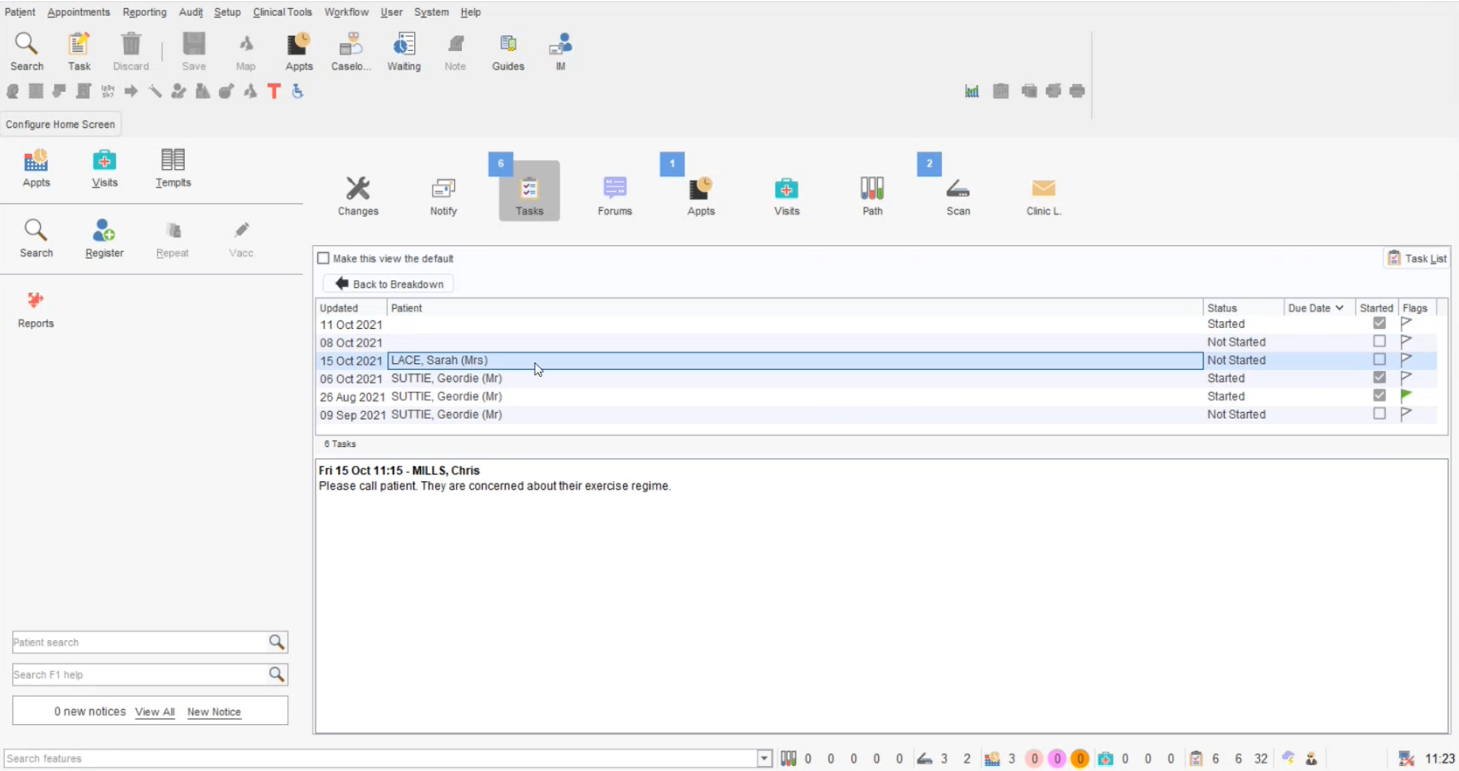 Patient Appointments Reporting Audit Setup Clinical Tools Workflow User System Help
Search Task Discard Save Map Appts Caselo... Waiting Note Guides IM
T
Configure Home Screen
Appts Visits Templts
6 1 2
Changes Notify Tasks Forums Appts Visits Path Scan Clinic L.
Search Register Repeat Vacc
Reports
Make this view the default Task List
Back to Breakdown
Updated Patient Status Due Date Started Flags
11 Oct 2021 Started
08 Oct 2021 Not Started
15 Oct 2021 LACE, Sarah (Mrs) Not Started
06 Oct 2021 SUTTIE, Geordie (Mr) Started
26 Aug 2021 SUTTIE, Geordie (Mr) Started
09 Sep 2021 SUTTIE, Geordie (Mr) Not Started
6 Tasks
Fri 15 Oct 11:15 - MILLS, Chris
Please call patient. They are concerned about their exercise regime.
Patient search
Search F1 help
0 new notices View All New Notice
Search features 0 0 0 0 0 3 2 3 0 0 0 0 0 0 6 6 32 11:23